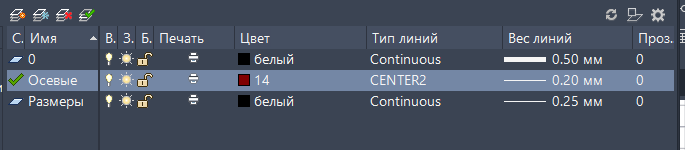 С. Имя В. З. Б. Печать Цвет Тип линий Вес линий Проз.
0 белый Continuous 0.50 мм 0
Осевые 14 CENTER2 0.20 мм 0
Размеры белый Continuous 0.25 мм 0